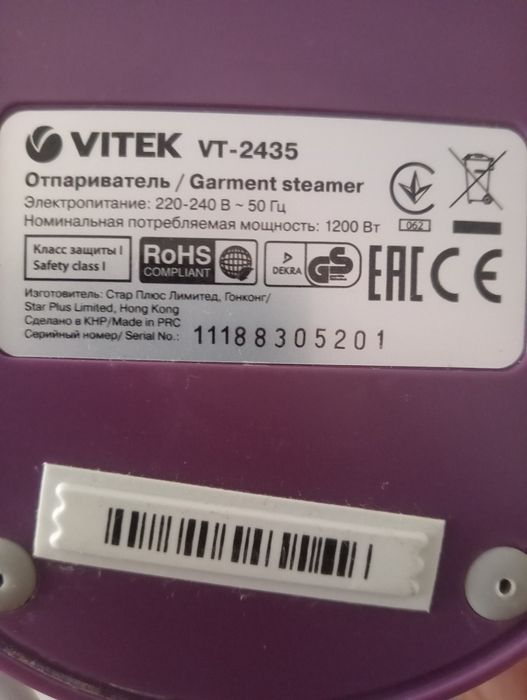 VITEK VT-2435
Отпариватель / Garment steamer
Электропитание: 220-240 В ~ 50 Гц
Номинальная потребляемая мощность: 1200 Вт
062
Класс защиты I
Safety class I
RoHS
COMPLIANT
DEKRA
GS
EAC
CE
Изготовитель: Стар Плюс Лимитед, Гонконг/
Star Plus Limited, Hong Kong
Сделано в КНР/Made in PRC
Серийный номер/ Serial No.: 11188305201